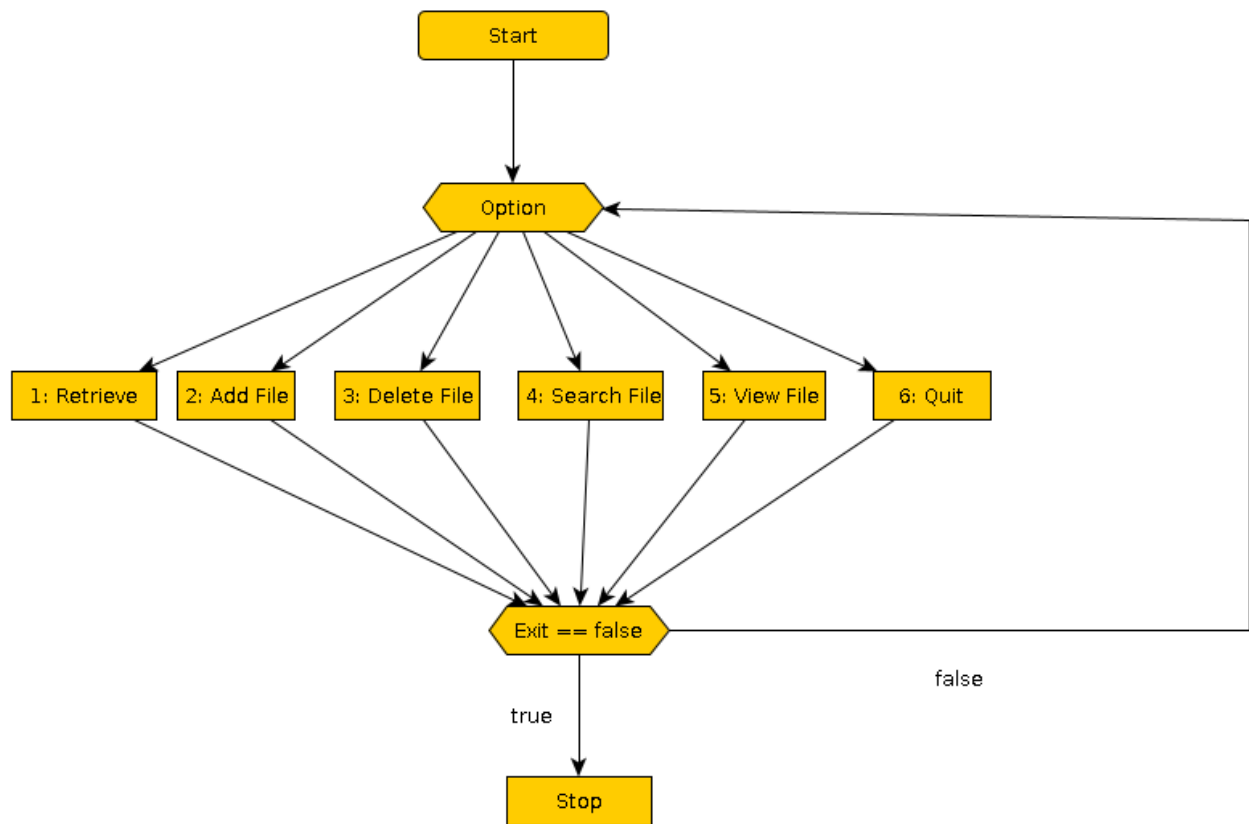 Start
Option
1: Retrieve
2: Add File
3: Delete File
4: Search File
5: View File
6: Quit
Exit == false
false
true
Stop